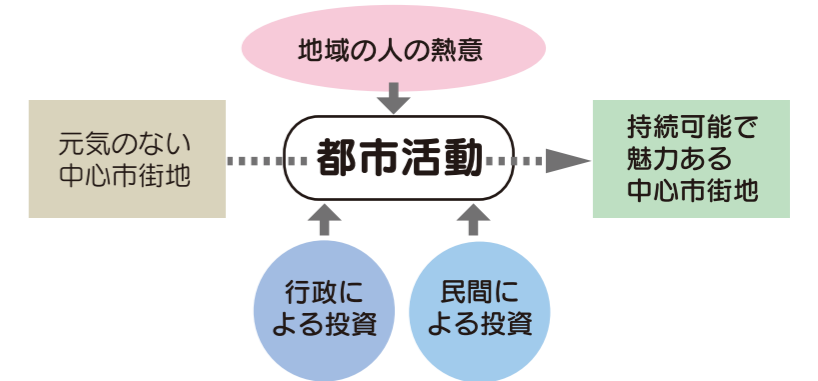 地域の人の熱意
元気のない
中心市街地
都市活動
持続可能で
魅力ある
中心市街地
行政に
よる投資
民間に
よる投資